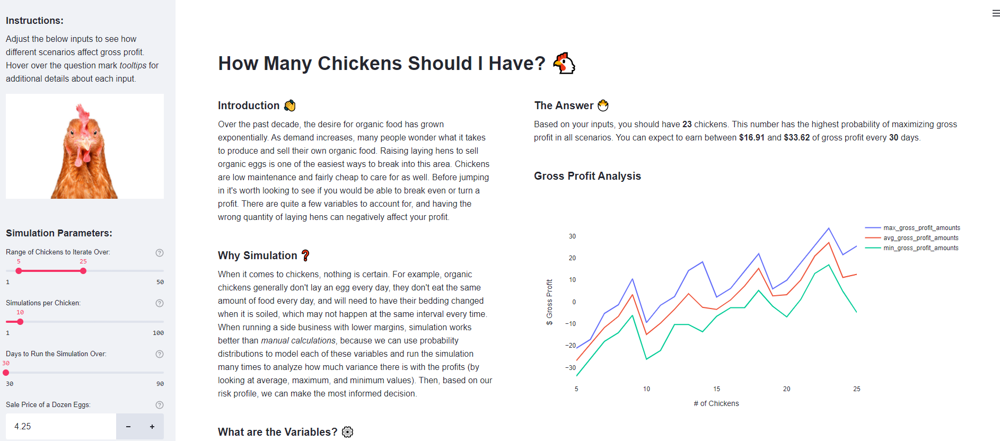 Instructions:
Adjust the below inputs to see how
different scenarios affect gross profit.
Hover over the question mark tooltips for
additional details about each input.
Simulation Parameters:
Range of Chickens to Iterate Over:
?
5
25
1
50
Simulations per Chicken:
?
10
1
100
Days to Run the Simulation Over:
?
30
30
90
Sale Price of a Dozen Eggs:
?
4.25
−
+
How Many Chickens Should I Have?
Introduction
Over the past decade, the desire for organic food has grown
exponentially. As demand increases, many people wonder what it takes
to produce and sell their own organic food. Raising laying hens to sell
organic eggs is one of the easiest ways to break into this area. Chickens
are low maintenance and fairly cheap to care for as well. Before jumping
in it's worth looking to see if you would be able to break even or turn a
profit. There are quite a few variables to account for, and having the
wrong quantity of laying hens can negatively affect your profit.
Why Simulation ❓
When it comes to chickens, nothing is certain. For example, organic
chickens generally don't lay an egg every day, they don't eat the same
amount of food every day, and will need to have their bedding changed
when it is soiled, which may not happen at the same interval every time.
When running a side business with lower margins, simulation works
better than manual calculations, because we can use probability
distributions to model each of these variables and run the simulation
many times to analyze how much variance there is with the profits (by
looking at average, maximum, and minimum values). Then, based on our
risk profile, we can make the most informed decision.
What are the Variables?
The Answer
Based on your inputs, you should have 23 chickens. This number has the highest probability of maximizing gross
profit in all scenarios. You can expect to earn between $16.91 and $33.62 of gross profit every 30 days.
Gross Profit Analysis
max_gross_profit_amounts
avg_gross_profit_amounts
min_gross_profit_amounts
$ Gross Profit
30
20
10
0
−10
−20
−30
5
10
15
20
25
# of Chickens